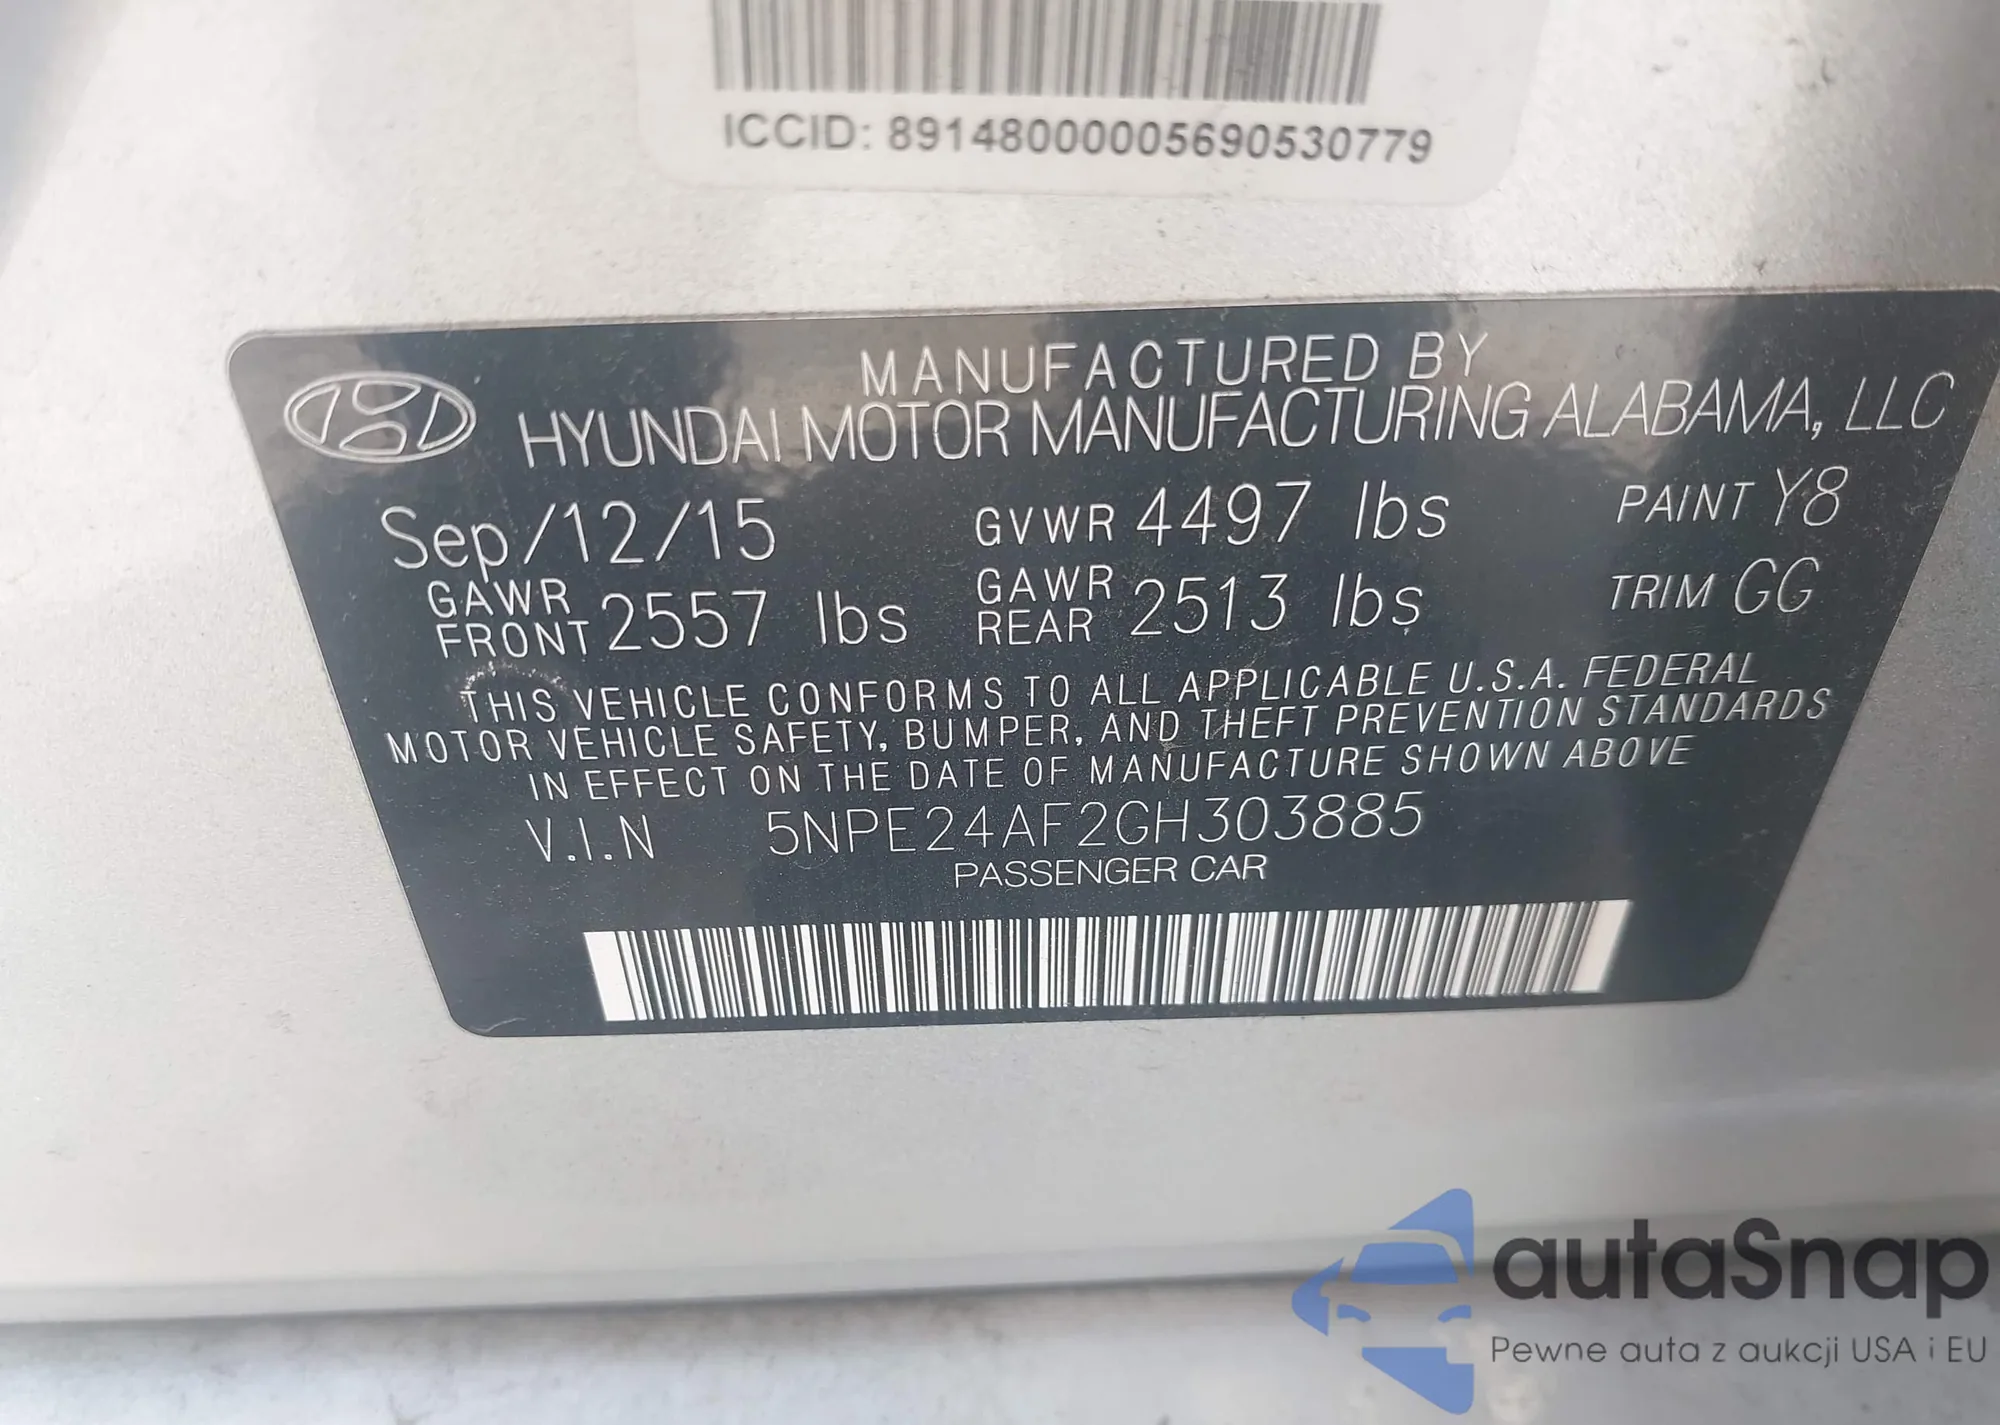 ICCID: 89148000005690530779
MANUFACTURED BY
HYUNDAI MOTOR MANUFACTURING ALABAMA, LLC
Sep/12/15 GVWR 4497 lbs PAINT Y8
GAWR FRONT 2557 lbs GAWR REAR 2513 lbs TRIM GG
THIS VEHICLE CONFORMS TO ALL APPLICABLE U.S.A. FEDERAL
MOTOR VEHICLE SAFETY, BUMPER, AND THEFT PREVENTION STANDARDS
IN EFFECT ON THE DATE OF MANUFACTURE SHOWN ABOVE
V.I.N 5NPE24AF2GH303885
PASSENGER CAR
autaSnap
Pewne auta z aukcji USA i EU